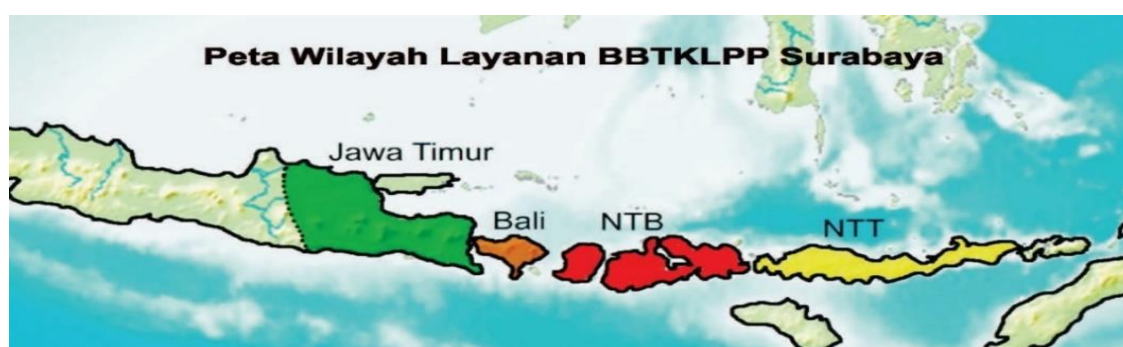 Peta Wilayah Layanan BBTKLPP Surabaya
Jawa Timur
Bali
NTB
NTT